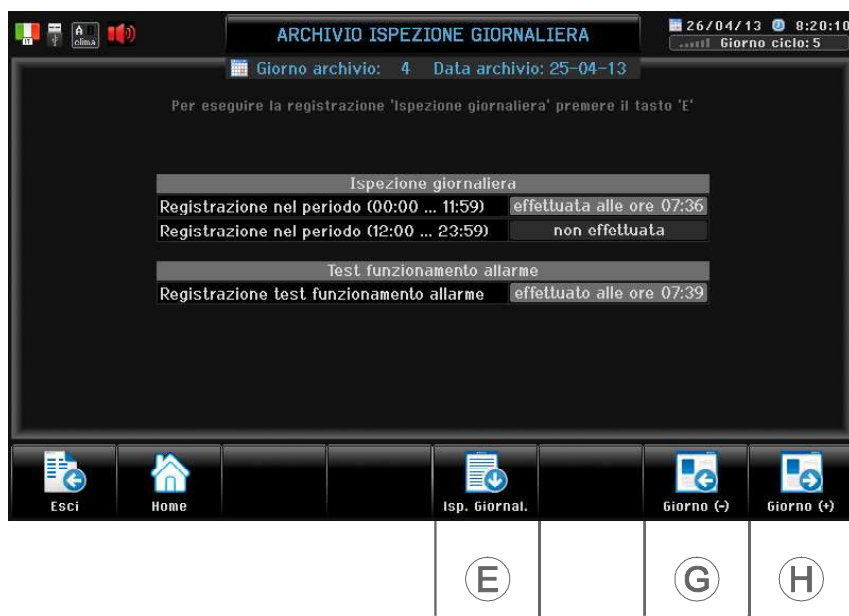 IT
A B
clima
ARCHIVIO ISPEZIONE GIORNALIERA
26/04/13 8:20:10
Giorno ciclo: 5
Giorno archivio: 4 Data archivio: 25-04-13
Per eseguire la registrazione 'Ispezione giornaliera' premere il tasto 'E'
Ispezione giornaliera
Registrazione nel periodo (00:00 ... 11:59) effettuata alle ore 07:36
Registrazione nel periodo (12:00 ... 23:59) non effettuata
Test funzionamento allarme
Registrazione test funzionamento allarme effettuato alle ore 07:39
Esci
Home
Isp. Giornal.
Giorno (-)
Giorno (+)
E
G
H